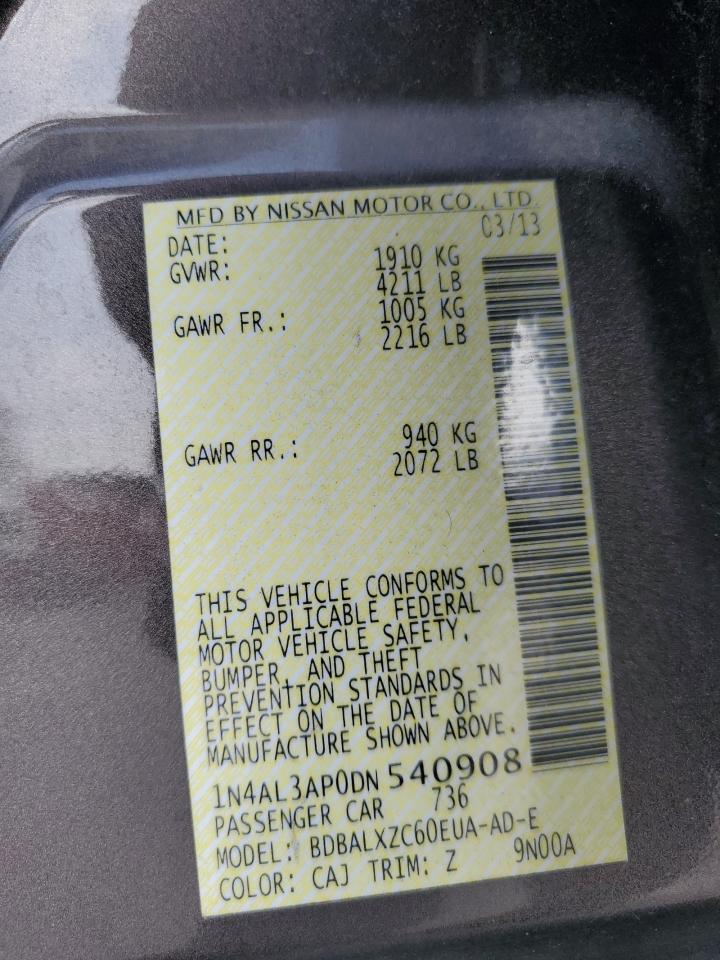 MFD BY NISSAN MOTOR CO., LTD.
DATE: 03/13
GVWR: 1910 KG
4211 LB
GAWR FR.: 1005 KG
2216 LB
GAWR RR.: 940 KG
2072 LB
THIS VEHICLE CONFORMS TO
ALL APPLICABLE FEDERAL
MOTOR VEHICLE SAFETY,
BUMPER, AND THEFT
PREVENTION STANDARDS IN
EFFECT ON THE DATE OF
MANUFACTURE SHOWN ABOVE.
1N4AL3AP0DN 540908
PASSENGER CAR 736
MODEL: BDBALXZC60EUA-AD-E
COLOR: CAJ TRIM: Z 9N00A